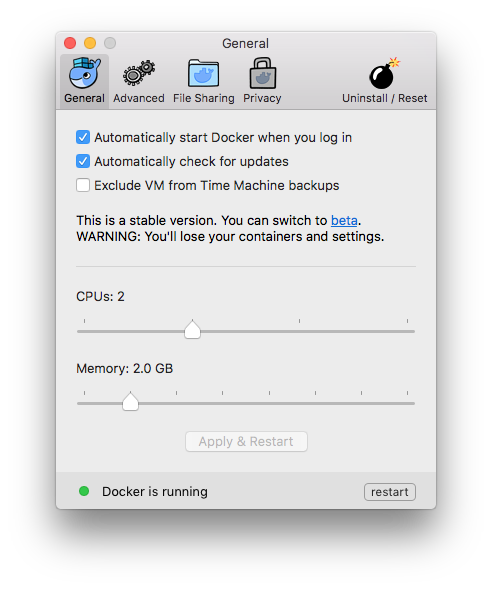 General
General Advanced File Sharing Privacy Uninstall / Reset
Automatically start Docker when you log in
Automatically check for updates
Exclude VM from Time Machine backups
This is a stable version. You can switch to beta.
WARNING: You'll lose your containers and settings.
CPUs: 2
Memory: 2.0 GB
Apply & Restart
Docker is running restart